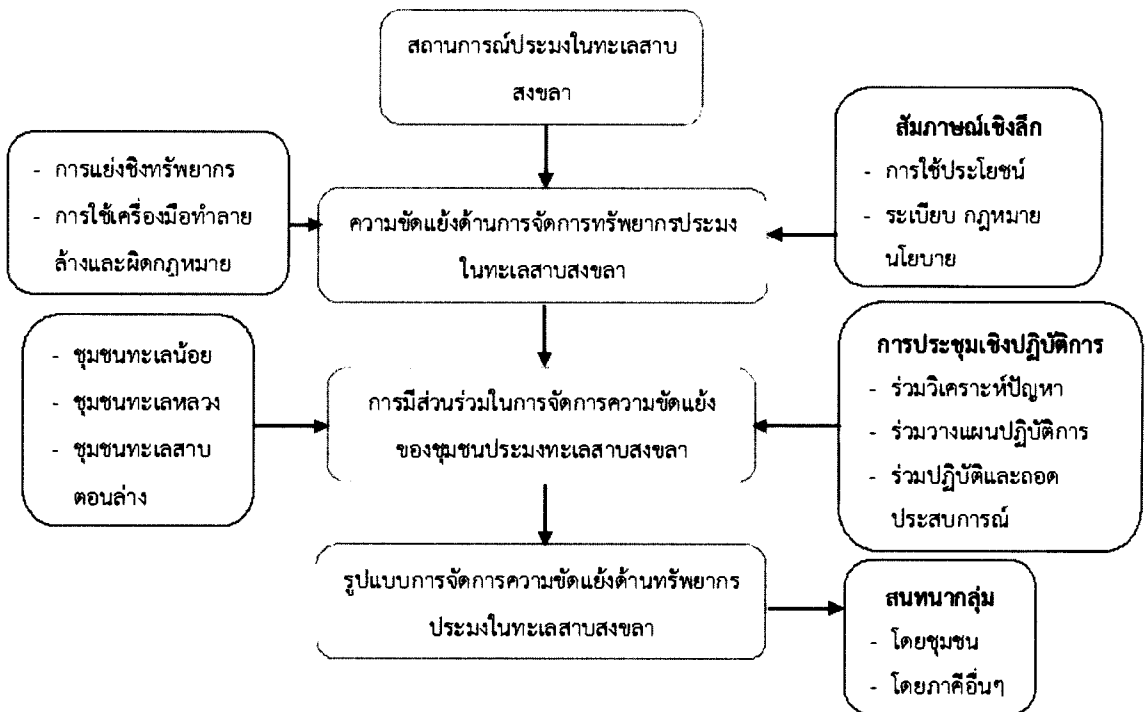 สถานการณ์ประมงในทะเลสาบ
สงขลา
สัมภาษณ์เชิงลึก
- การใช้ประโยชน์
- ระเบียบ กฎหมาย
นโยบาย
- การแย่งชิงทรัพยากร
- การใช้เครื่องมือทำลาย
ล้างและผิดกฎหมาย
ความขัดแย้งด้านการจัดการทรัพยากรประมง
ในทะเลสาบสงขลา
- ชุมชนทะเลน้อย
- ชุมชนทะเลหลวง
- ชุมชนทะเลสาบ
ตอนล่าง
การมีส่วนร่วมในการจัดการความขัดแย้ง
ของชุมชนประมงทะเลสาบสงขลา
การประชุมเชิงปฏิบัติการ
- ร่วมวิเคราะห์ปัญหา
- ร่วมวางแผนปฏิบัติการ
- ร่วมปฏิบัติและถอด
ประสบการณ์
รูปแบบการจัดการความขัดแย้งด้านทรัพยากร
ประมงในทะเลสาบสงขลา
สนทนากลุ่ม
- โดยชุมชน
- โดยภาคีอื่นๆ